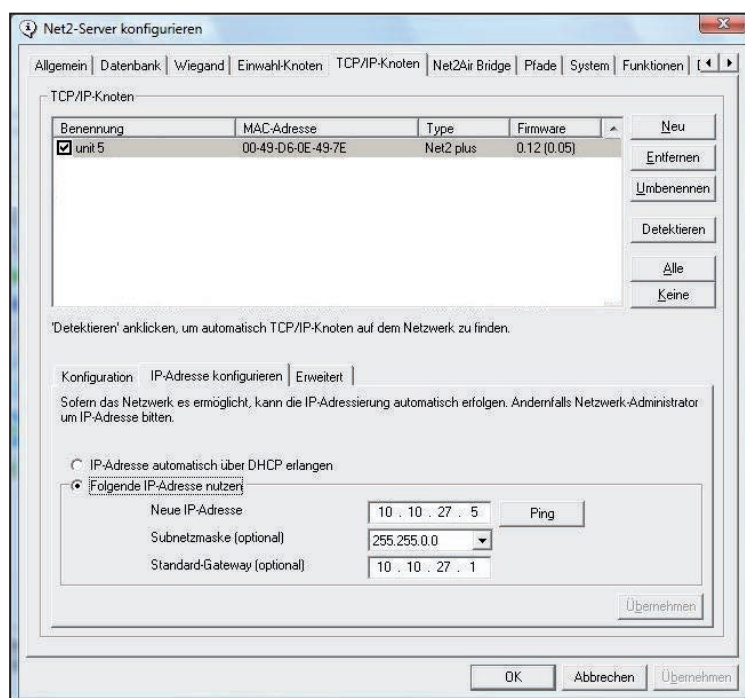 Net2-Server konfigurieren
Allgemein Datenbank Wiegand Einwahl-Knoten TCP/IP-Knoten Net2Air Bridge Pfade System Funktionen
TCP/IP-Knoten
Benennung MAC-Adresse Type Firmware
unit 5 00-49-D6-0E-49-7E Net2 plus 0.12 (0.05)
Neu
Entfernen
Umbenennen
Detektieren
Alle
Keine
'Detektieren' anklicken, um automatisch TCP/IP-Knoten auf dem Netzwerk zu finden.
Konfiguration IP-Adresse konfigurieren Erweitert
Sofern das Netzwerk es ermöglicht, kann die IP-Adressierung automatisch erfolgen. Andernfalls Netzwerk-Administrator
um IP-Adresse bitten.
IP-Adresse automatisch über DHCP erlangen
Folgende IP-Adresse nutzen
Neue IP-Adresse 10 . 10 . 27 . 5 Ping
Subnetzmaske (optional) 255.255.0.0
Standard-Gateway (optional) 10 . 10 . 27 . 1
Übernehmen
OK Abbrechen Übernehmen